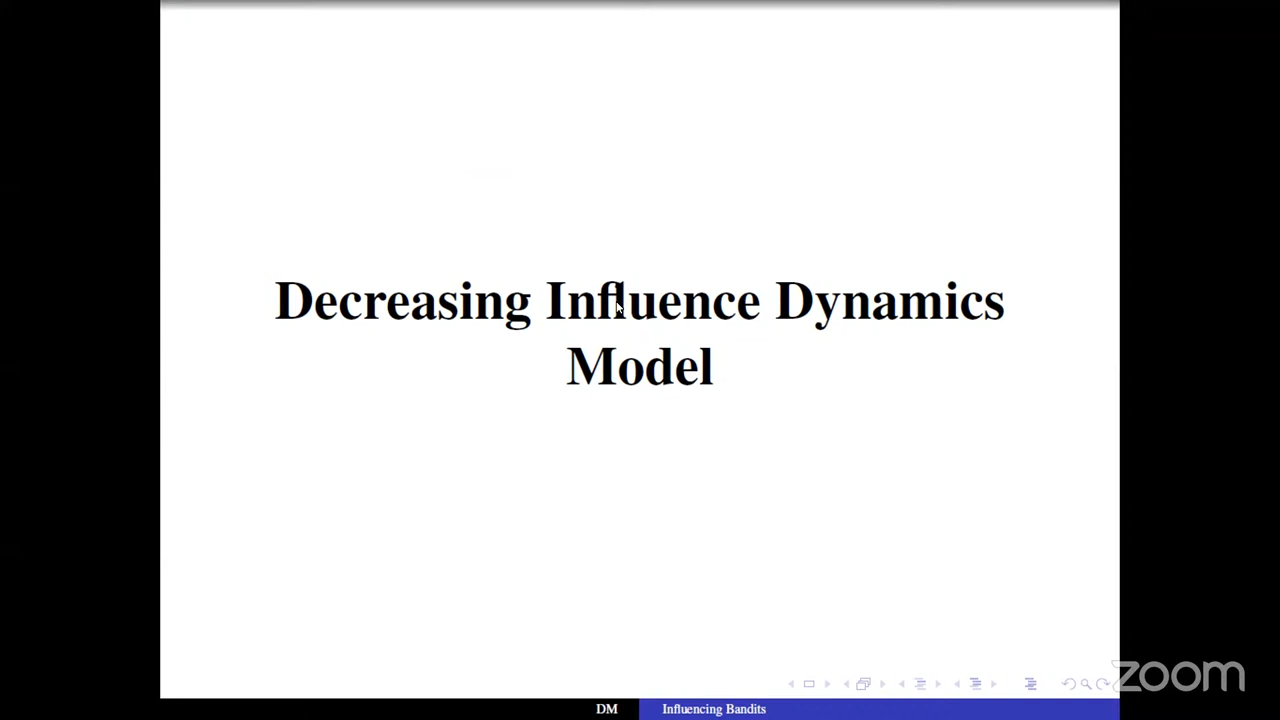 Decreasing Influence Dynamics
Model
zoom
DM
Influencing Bandits